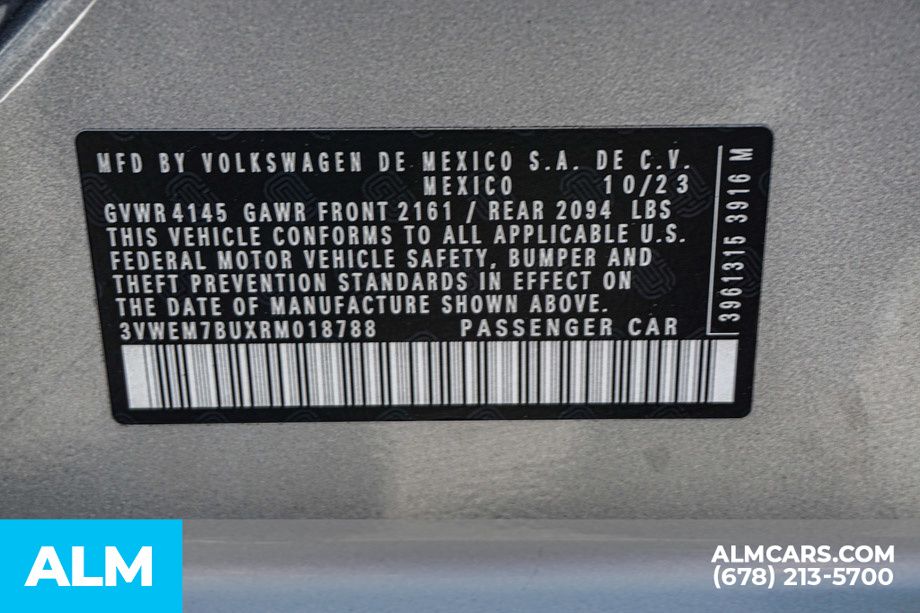 MFD BY VOLKSWAGEN DE MEXICO S.A. DE C.V.
MEXICO 10/23
GVWR 4145 GAWR FRONT 2161 / REAR 2094 LBS
THIS VEHICLE CONFORMS TO ALL APPLICABLE U.S.
FEDERAL MOTOR VEHICLE SAFETY, BUMPER AND
THEFT PREVENTION STANDARDS IN EFFECT ON
THE DATE OF MANUFACTURE SHOWN ABOVE.
3VWEM7BUXRM018788 PASSENGER CAR
3961315 3916 M
ALM
ALMCARS.COM
(678) 213-5700